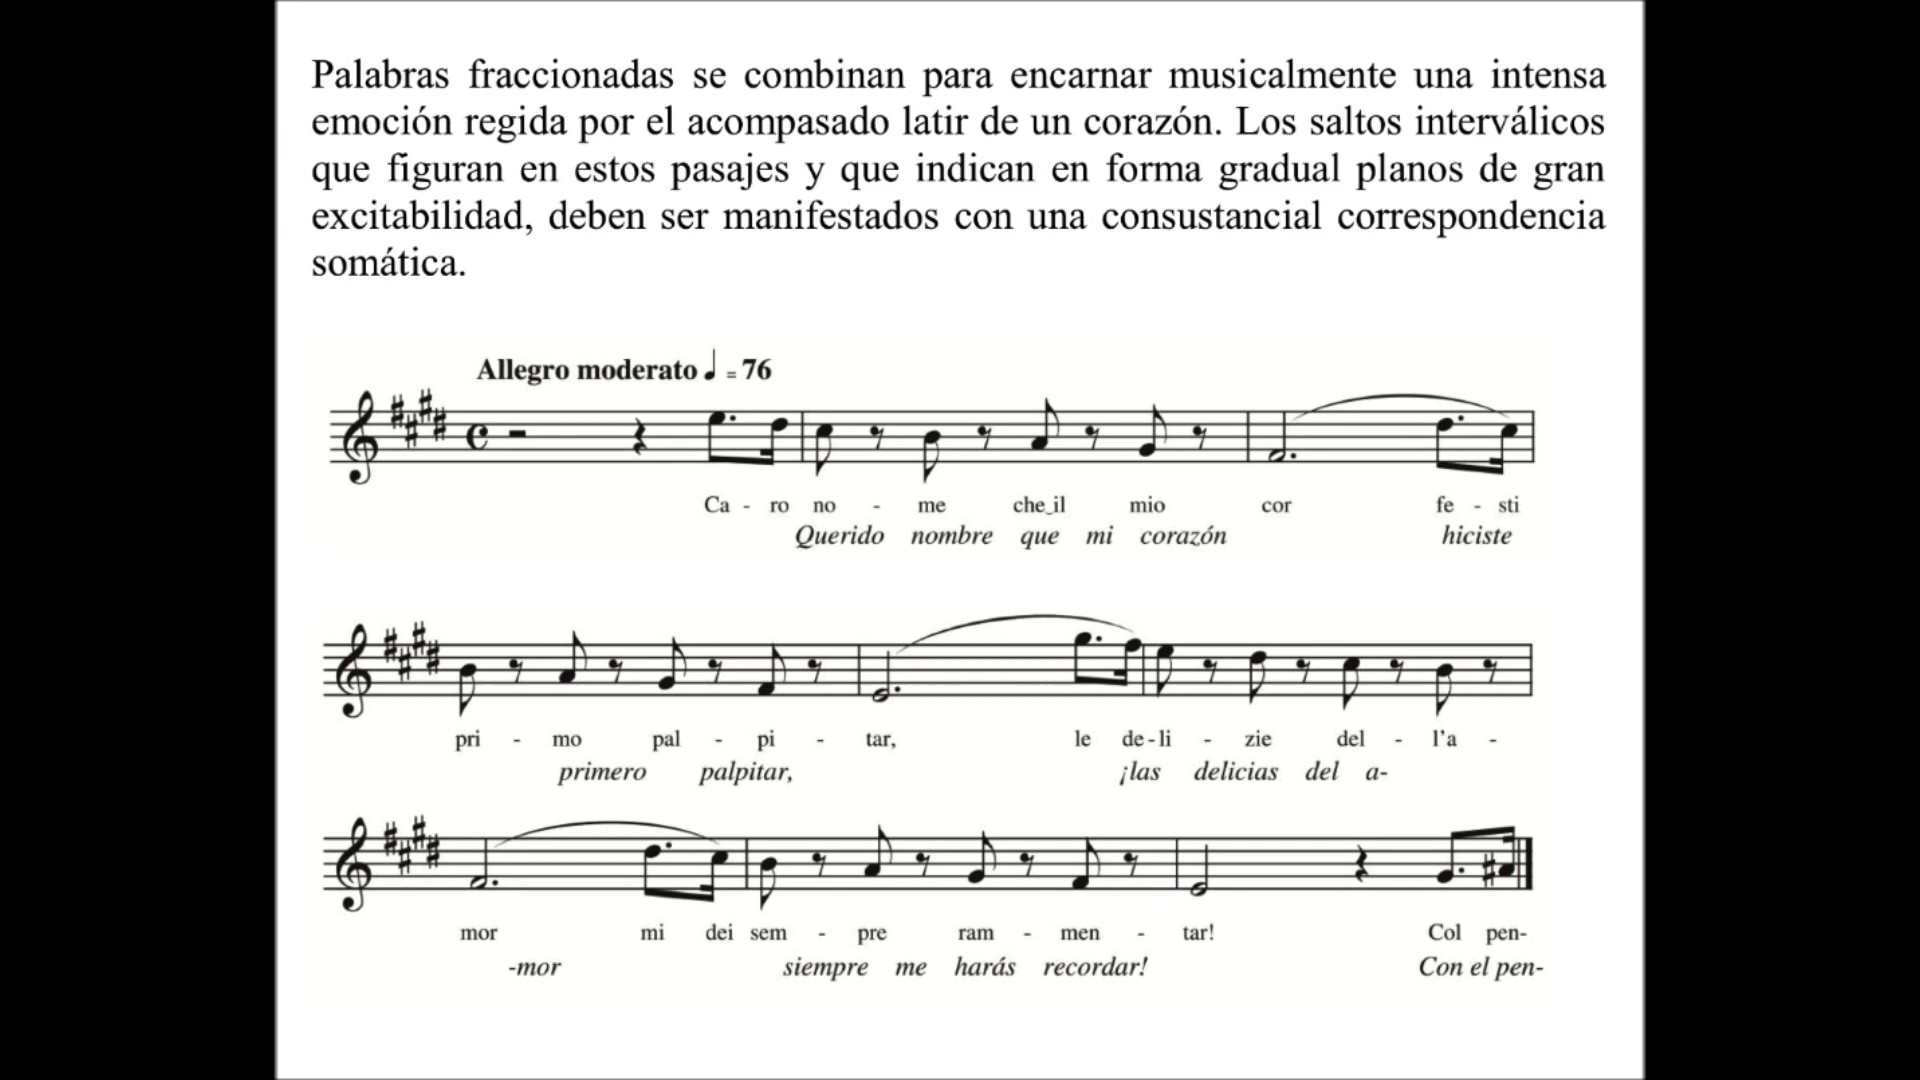 Palabras fraccionadas se combinan para encarnar musicalmente una intensa
emoción regida por el acompasado latir de un corazón. Los saltos interválicos
que figuran en estos pasajes y que indican en forma gradual planos de gran
excitabilidad, deben ser manifestados con una consustancial correspondencia
somática.
Allegro moderato ♩ = 76
Ca - ro no - me che‿il mio cor fe - sti
Querido nombre que mi corazón hiciste
pri - mo pal - pi - tar, le de - li - zie del - l'a -
primero palpitar, ¡las delicias del a-
mor mi dei sem - pre ram - men - tar! Col pen-
-mor siempre me harás recordar! Con el pen-